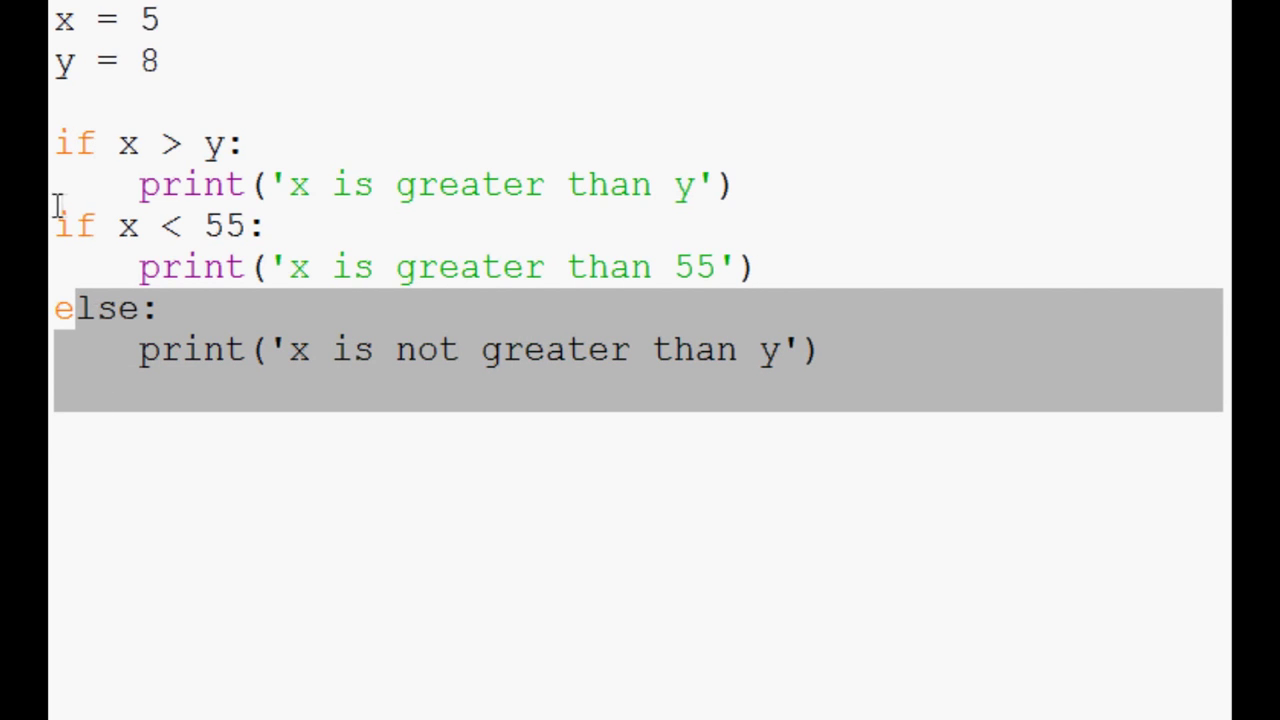 x = 5
y = 8
if x > y:
    print('x is greater than y')
if x < 55:
    print('x is greater than 55')
else:
    print('x is not greater than y')